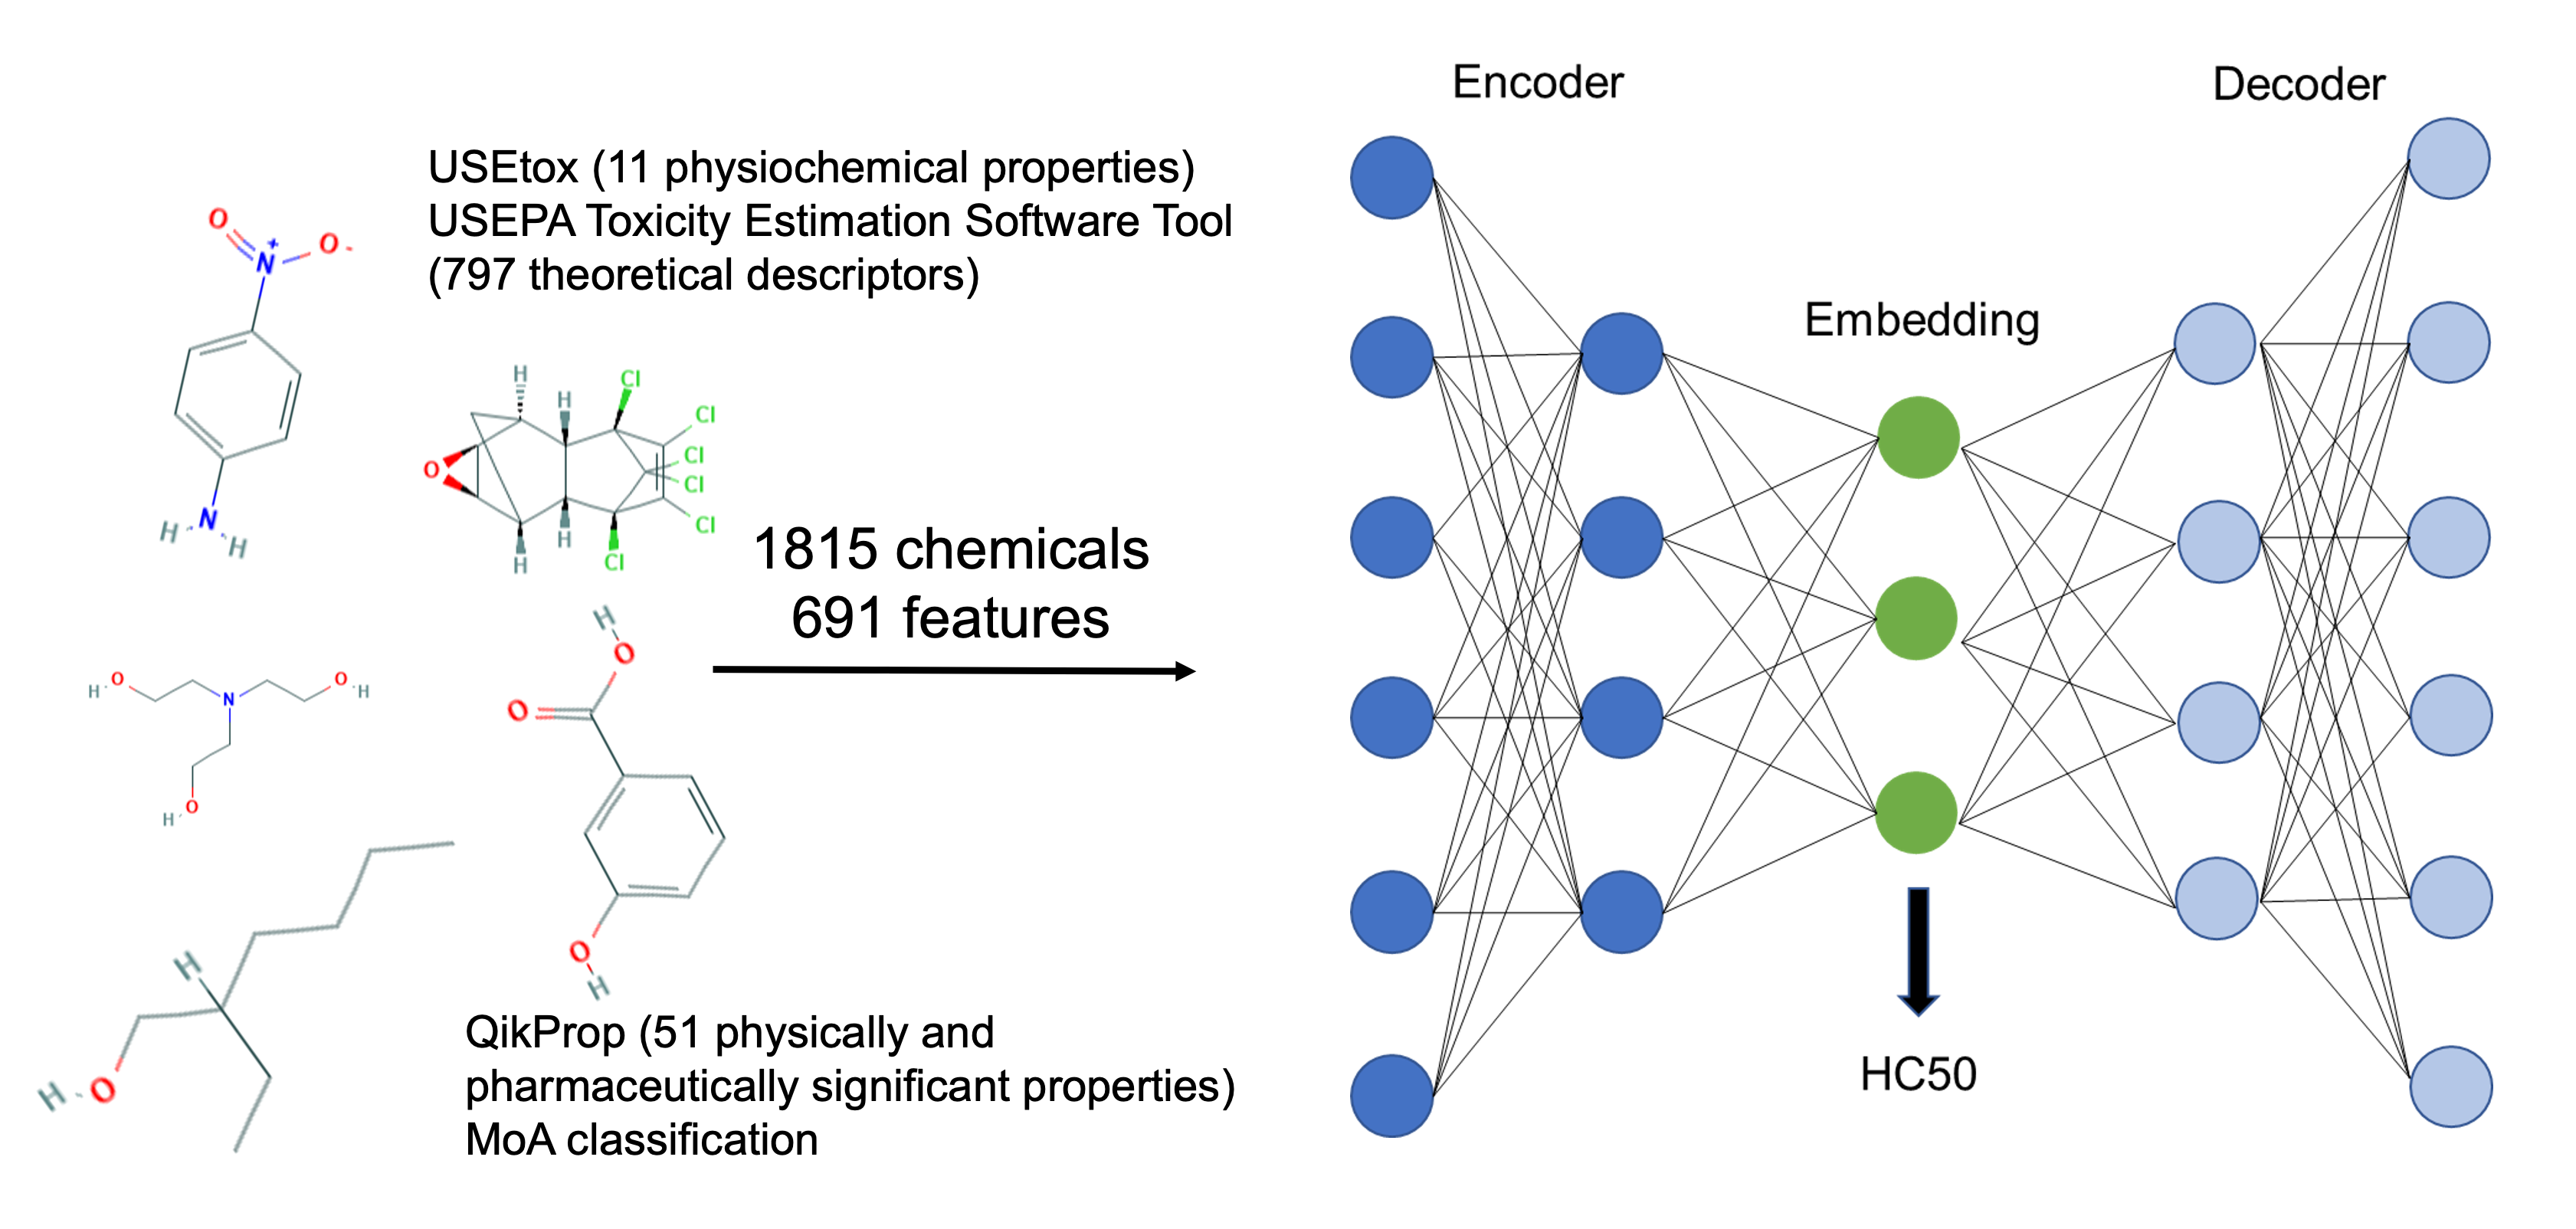 Encoder
Decoder
USEtox (11 physiochemical properties)
USEPA Toxicity Estimation Software Tool
(797 theoretical descriptors)
O
N
+
O
-
N
H
H
Embedding
H
H
Cl
Cl
Cl
Cl
Cl
Cl
O
H
H
1815 chemicals
691 features
H
O
O
O
H
H
O
N
O
H
O
H
H
O
H
QikProp (51 physically and
pharmaceutically significant properties)
MoA classification
HC50